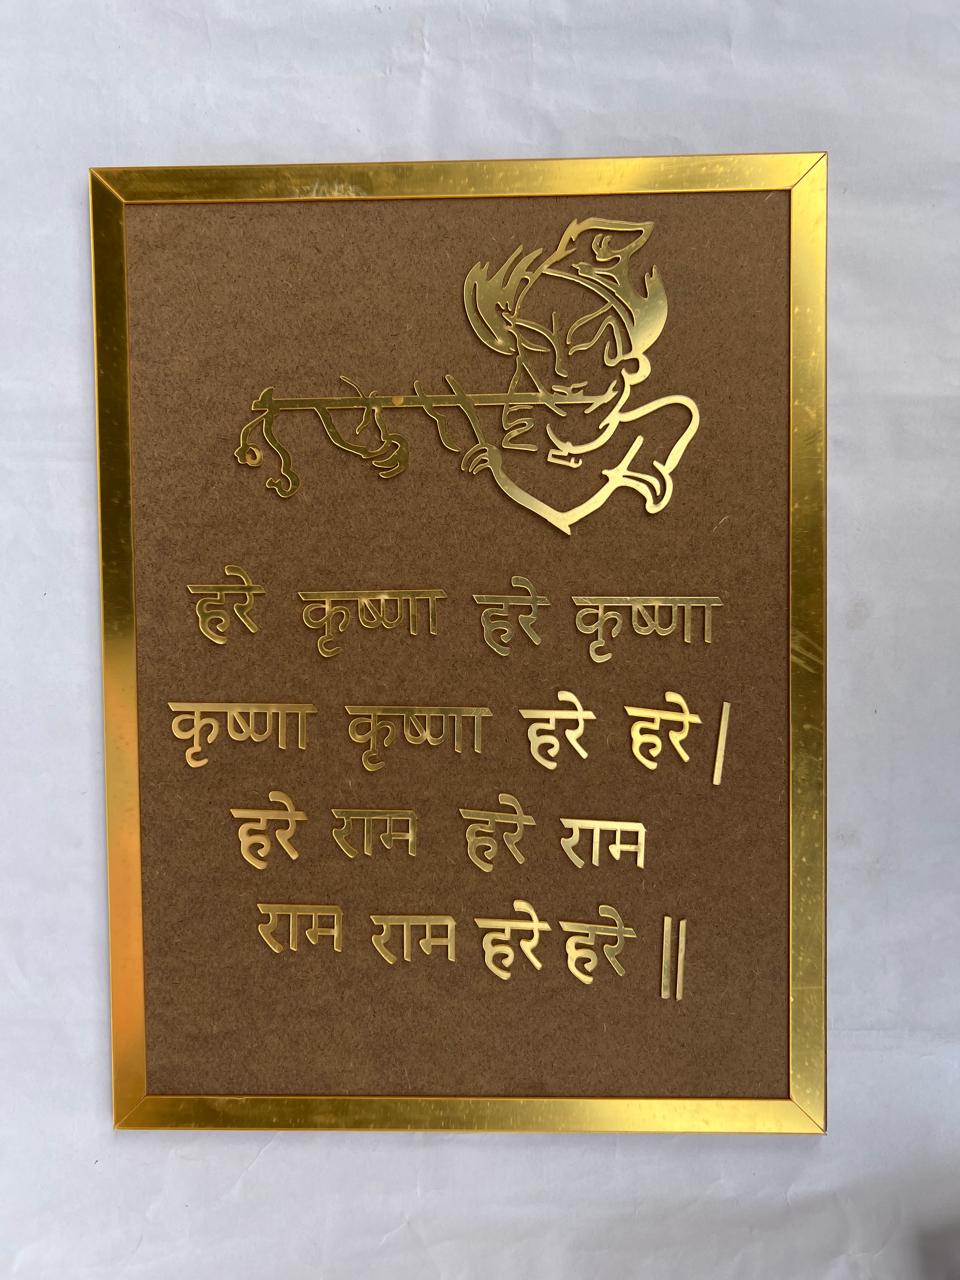 हरे कृष्णा हरे कृष्णा
कृष्णा कृष्णा हरे हरे |
हरे राम हरे राम
राम राम हरे हरे ||